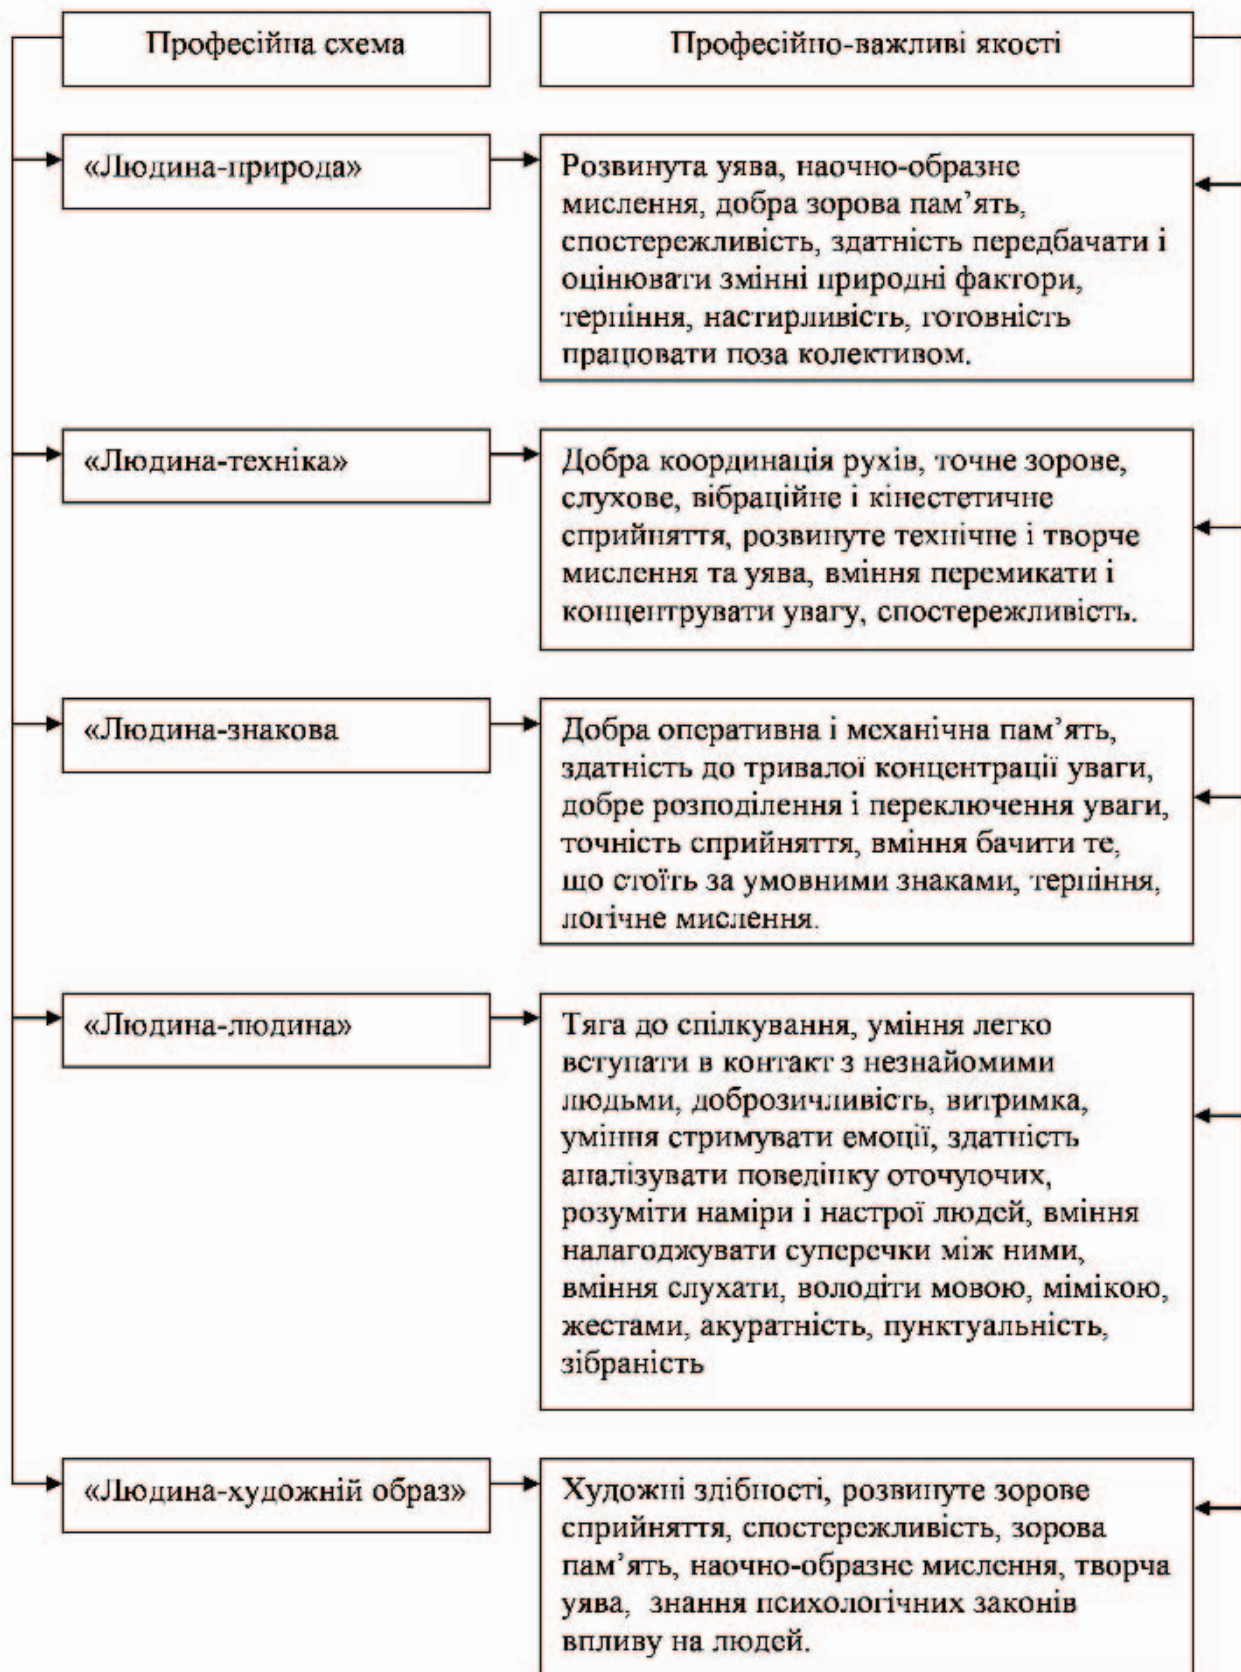 Професійна схема
Професійно-важливі якості
«Людина-природа»
Розвинута уява, наочно-образне
мислення, добра зорова пам’ять,
спостережливість, здатність передбачати і
оцінювати змінні природні фактори,
терпіння, настирливість, готовність
працювати поза колективом.
«Людина-техніка»
Добра координація рухів, точне зорове,
слухове, вібраційне і кінестетичне
сприйняття, розвинуте технічне і творче
мислення та уява, вміння перемикати і
концентрувати увагу, спостережливість.
«Людина-знакова
Добра оперативна і механічна пам’ять,
здатність до тривалої концентрації уваги,
добре розподілення і переключення уваги,
точність сприйняття, вміння бачити те,
що стоїть за умовними знаками, терпіння,
логічне мислення.
«Людина-людина»
Тяга до спілкування, уміння легко
вступати в контакт з незнайомими
людьми, доброзичливість, витримка,
уміння стримувати емоції, здатність
аналізувати поведінку оточуючих,
розуміти наміри і настрої людей, вміння
налагоджувати суперечки між ними,
вміння слухати, володіти мовою, мімікою,
жестами, акуратність, пунктуальність,
зібраність
«Людина-художній образ»
Художні здібності, розвинуте зорове
сприйняття, спостережливість, зорова
пам’ять, наочно-образне мислення, творча
уява, знання психологічних законів
впливу на людей.